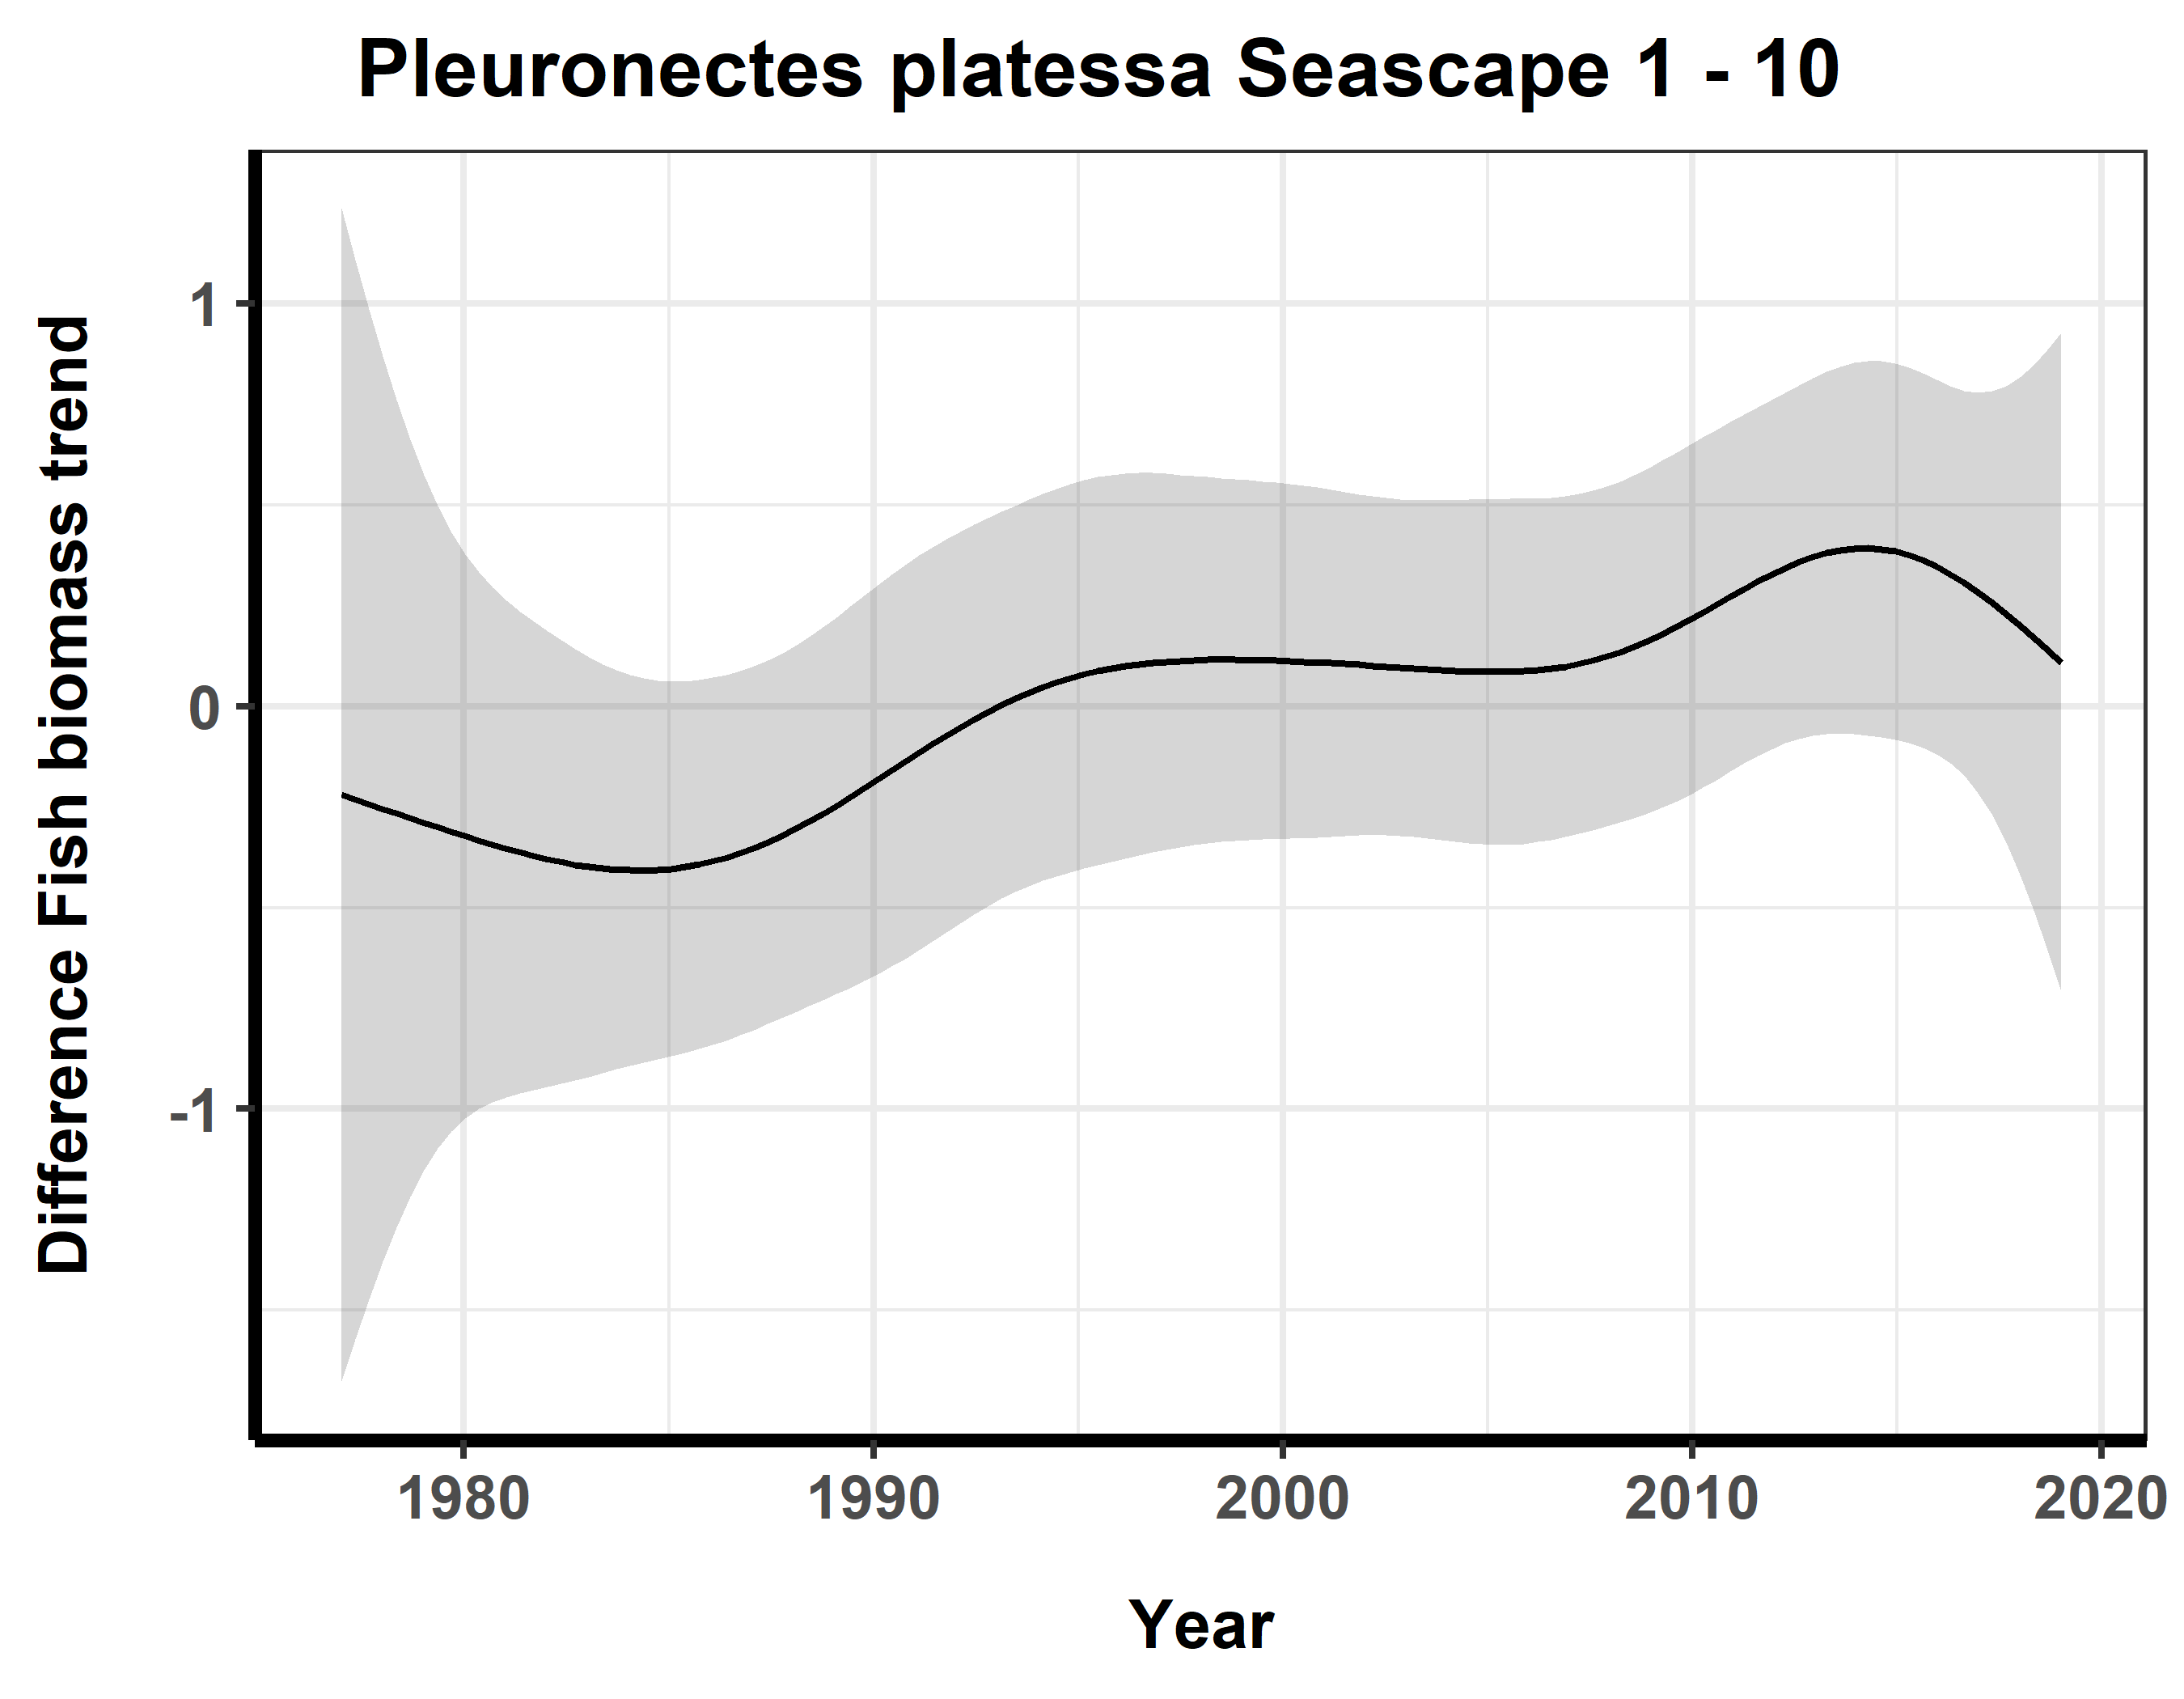 Pleuronectes platessa Seascape 1 - 10
Difference Fish biomass trend
1
0
-1
1980
1990
2000
2010
2020
Year